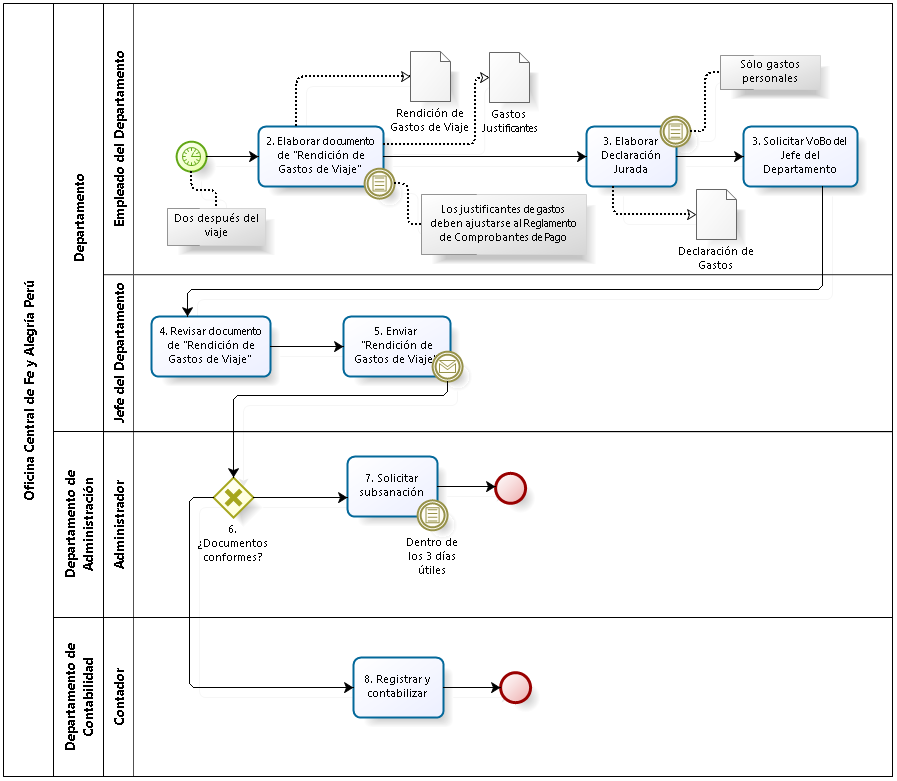 Oficina Central de Fe y Alegría Perú
Departamento
Empleado del Departamento
Rendición de
Gastos de Viaje
Gastos
Justificantes
Sólo gastos
personales
2. Elaborar documento
de "Rendición de
Gastos de Viaje"
3. Elaborar
Declaración
Jurada
3. Solicitar VoBo del
Jefe del
Departamento
Dos después del
viaje
Los justificantes de gastos
deben ajustarse al Reglamento
de Comprobantes de Pago
Declaración de
Gastos
Jefe del Departamento
4. Revisar documento
de "Rendición de
Gastos de Viaje"
5. Enviar
"Rendición de
Gastos de Viaje"
Departamento de
Administración
Administrador
6.
¿Documentos
conformes?
7. Solicitar
subsanación
Dentro de
los 3 días
útiles
Departamento de
Contabilidad
Contador
8. Registrar y
contabilizar